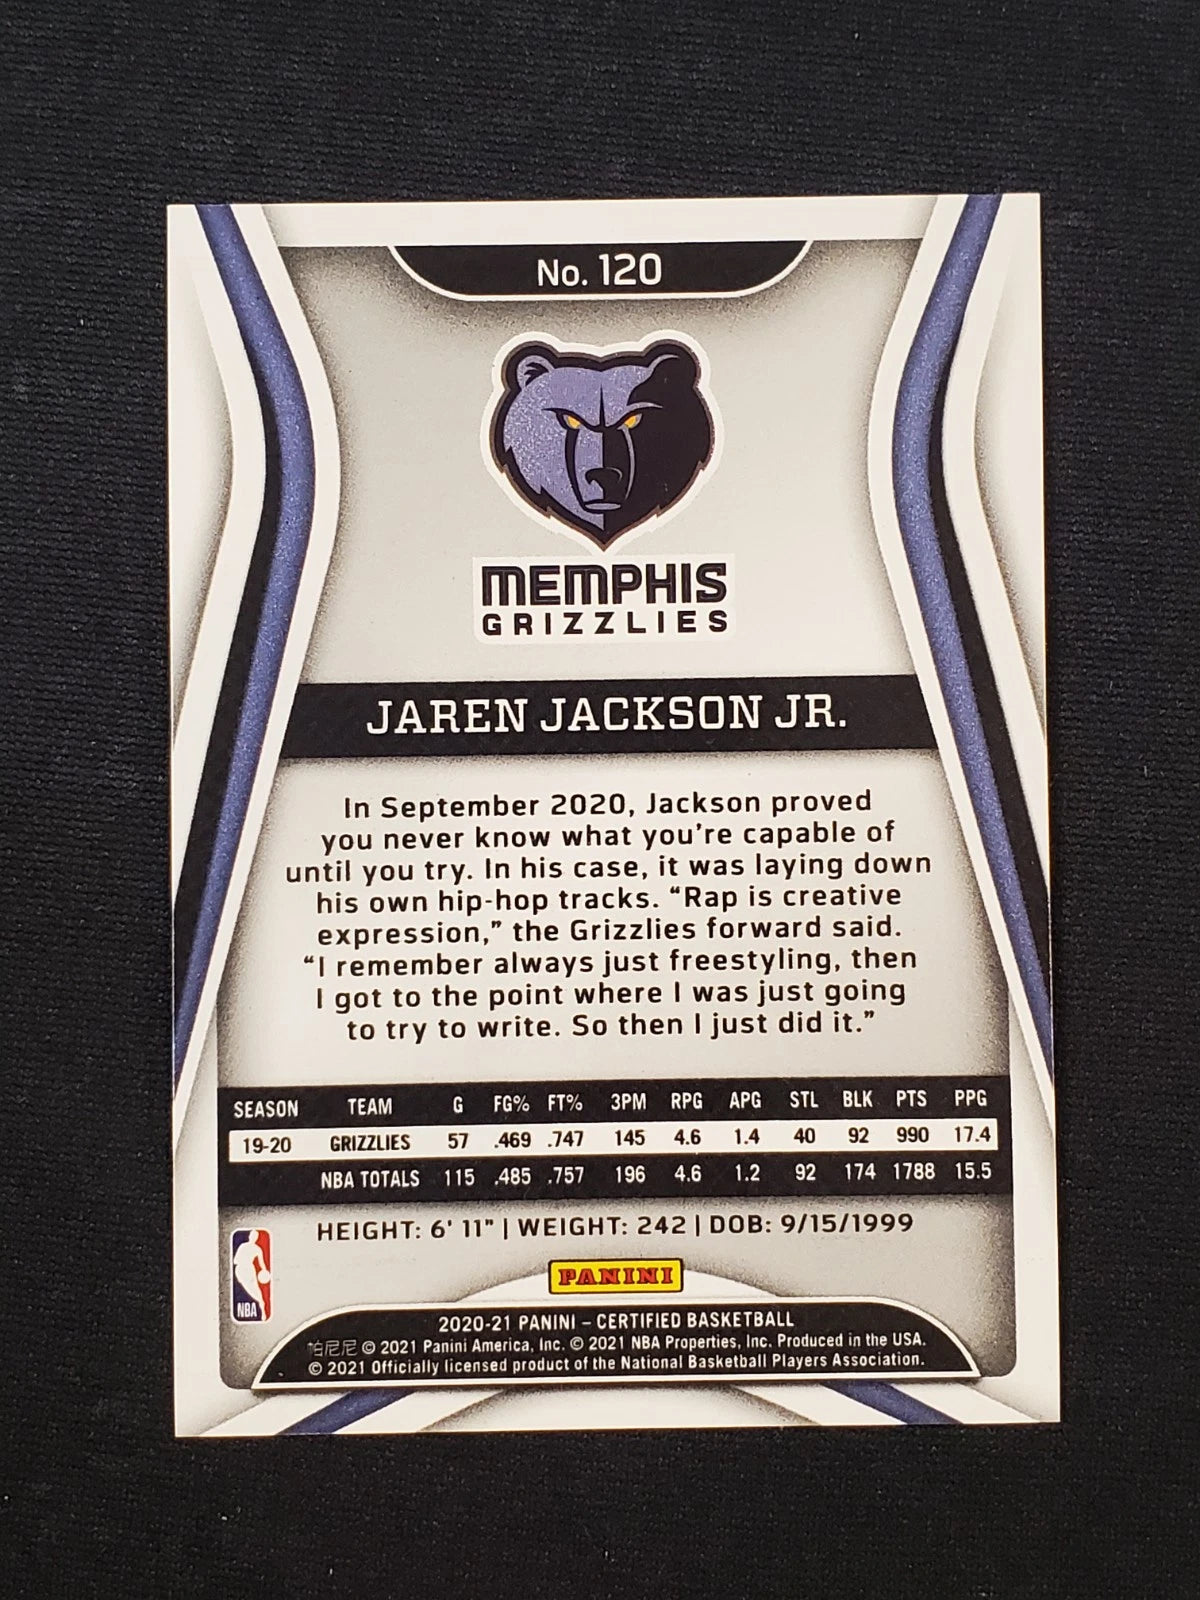 No. 120
MEMPHIS
GRIZZLIES
JAREN JACKSON JR.
In September 2020, Jackson proved
you never know what you're capable of
until you try. In his case, it was laying down
his own hip-hop tracks. “Rap is creative
expression,” the Grizzlies forward said.
“I remember always just freestyling, then
I got to the point where I was just going
to try to write. So then I just did it.”
SEASON TEAM G FG% FT% 3PM RPG APG STL BLK PTS PPG
19-20 GRIZZLIES 57 .469 .747 145 4.6 1.4 40 92 990 17.4
NBA TOTALS 115 .485 .757 196 4.6 1.2 92 174 1788 15.5
HEIGHT: 6' 11" | WEIGHT: 242 | DOB: 9/15/1999
NBA
PANINI
2020-21 PANINI – CERTIFIED BASKETBALL
帕尼尼 © 2021 Panini America, Inc. © 2021 NBA Properties, Inc. Produced in the USA.
© 2021 Officially licensed product of the National Basketball Players Association.